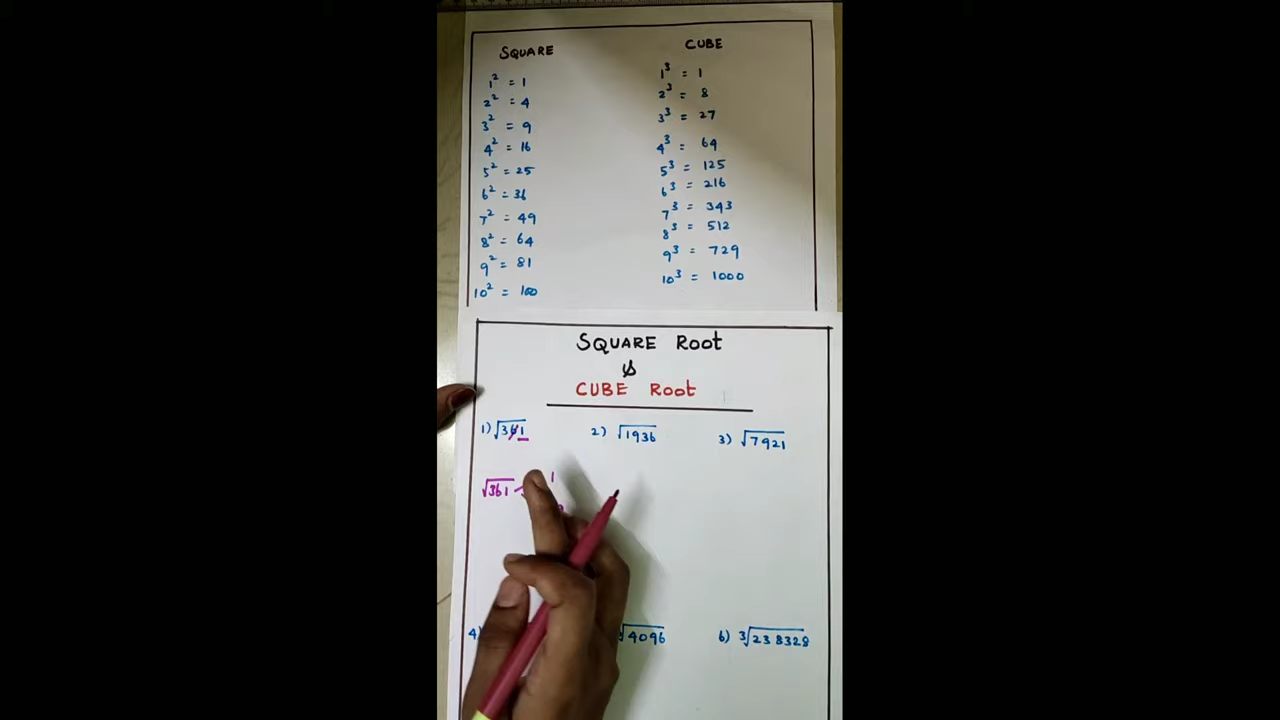 SQUARE
1² = 1
2² = 4
3² = 9
4² = 16
5² = 25
6² = 36
7² = 49
8² = 64
9² = 81
10² = 100
CUBE
1³ = 1
2³ = 8
3³ = 27
4³ = 64
5³ = 125
6³ = 216
7³ = 343
8³ = 512
9³ = 729
10³ = 1000
SQUARE Root
&
CUBE Root
1) √361
2) √1936
3) √7921
√361
1
4)
∛4096
6) ∛238328